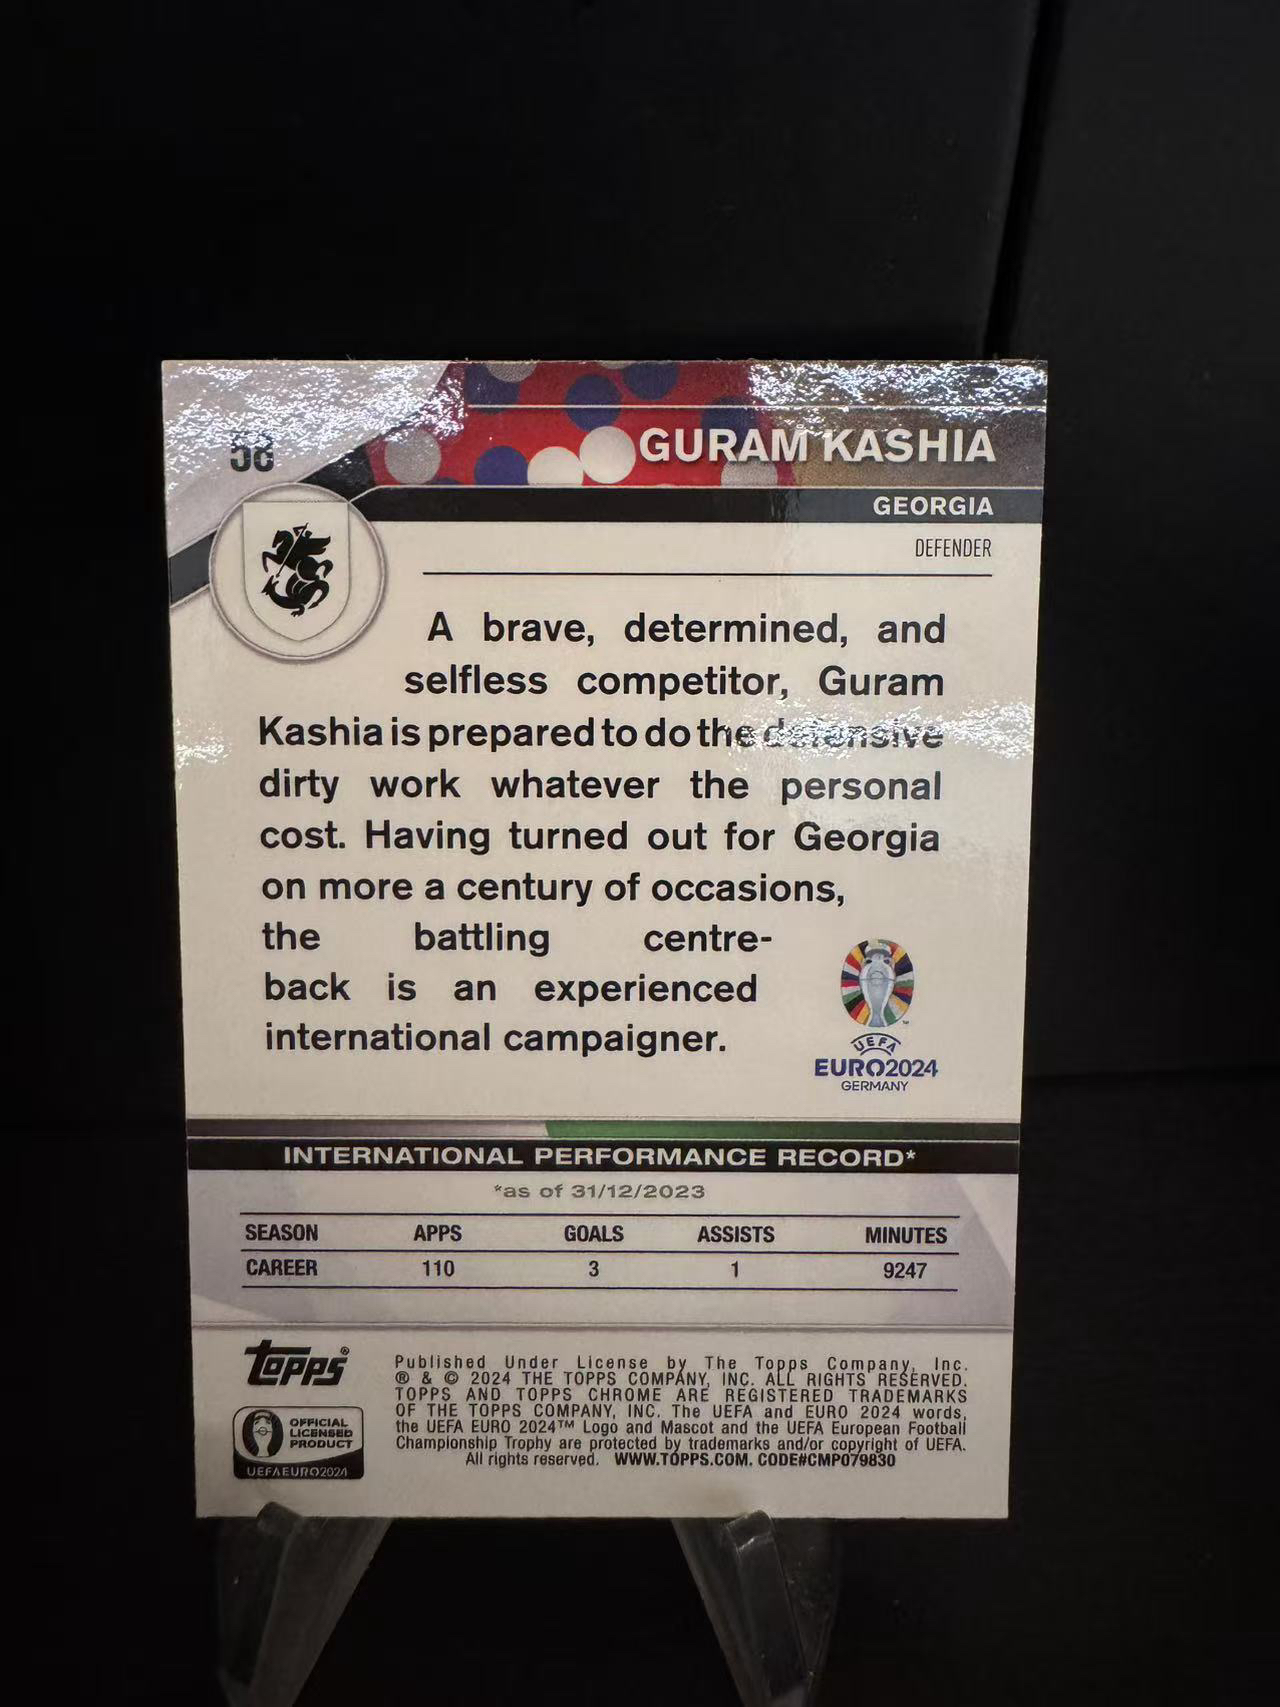 58
GURAM KASHIA
GEORGIA
DEFENDER
A brave, determined, and
selfless competitor, Guram
Kashia is prepared to do the defensive
dirty work whatever the personal
cost. Having turned out for Georgia
on more a century of occasions,
the battling centre-
back is an experienced
international campaigner.
UEFA
EURO2024
GERMANY
INTERNATIONAL PERFORMANCE RECORD*
*as of 31/12/2023
SEASON APPS GOALS ASSISTS MINUTES
CAREER 110 3 1 9247
topps®
OFFICIAL
LICENSED
PRODUCT
UEFA EURO2024
Published Under License by The Topps Company, Inc.
® & © 2024 THE TOPPS COMPANY, INC. ALL RIGHTS RESERVED.
TOPPS AND TOPPS CHROME ARE REGISTERED TRADEMARKS
OF THE TOPPS COMPANY, INC. The UEFA and EURO 2024 words,
the UEFA EURO 2024™ Logo and Mascot and the UEFA European Football
Championship Trophy are protected by trademarks and/or copyright of UEFA.
All rights reserved. WWW.TOPPS.COM. CODE#CMP079830